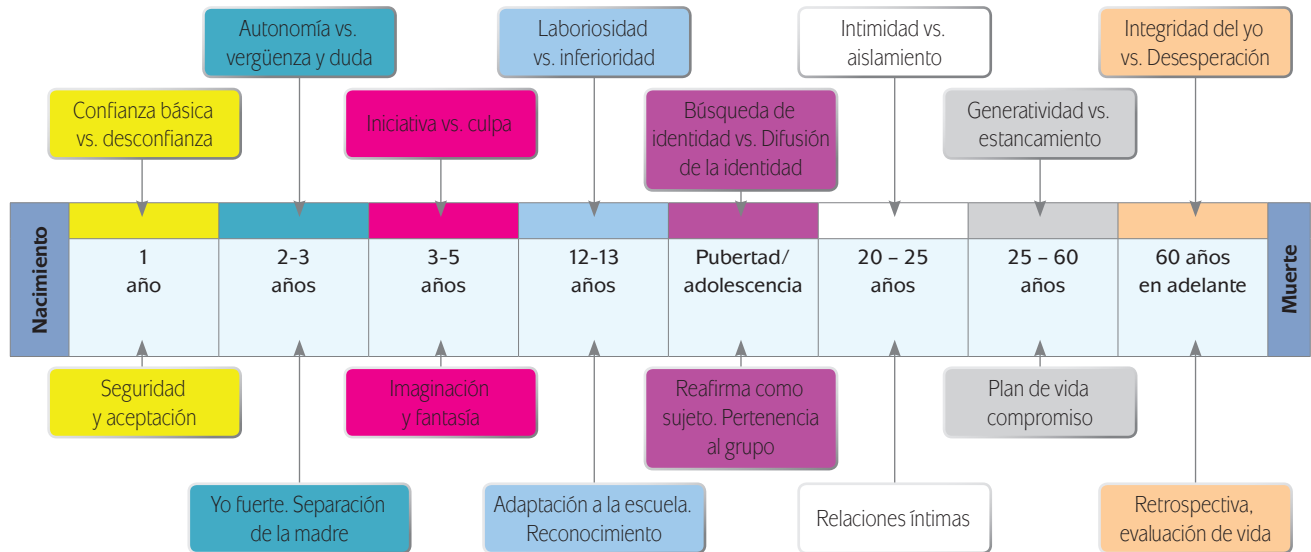 Autonomía vs.
vergüenza y duda
Laboriosidad
vs. inferioridad
Intimidad vs.
aislamiento
Integridad del yo
vs. Desesperación
Confianza básica
vs. desconfianza
Iniciativa vs. culpa
Búsqueda de
identidad vs. Difusión
de la identidad
Generatividad vs.
estancamiento
Nacimiento
1
año
2-3
años
3-5
años
12-13
años
Pubertad/
adolescencia
20 – 25
años
25 – 60
años
60 años
en adelante
Muerte
Seguridad
y aceptación
Imaginación
y fantasía
Reafirma como
sujeto. Pertenencia
al grupo
Plan de vida
compromiso
Yo fuerte. Separación
de la madre
Adaptación a la escuela.
Reconocimiento
Relaciones íntimas
Retrospectiva,
evaluación de vida